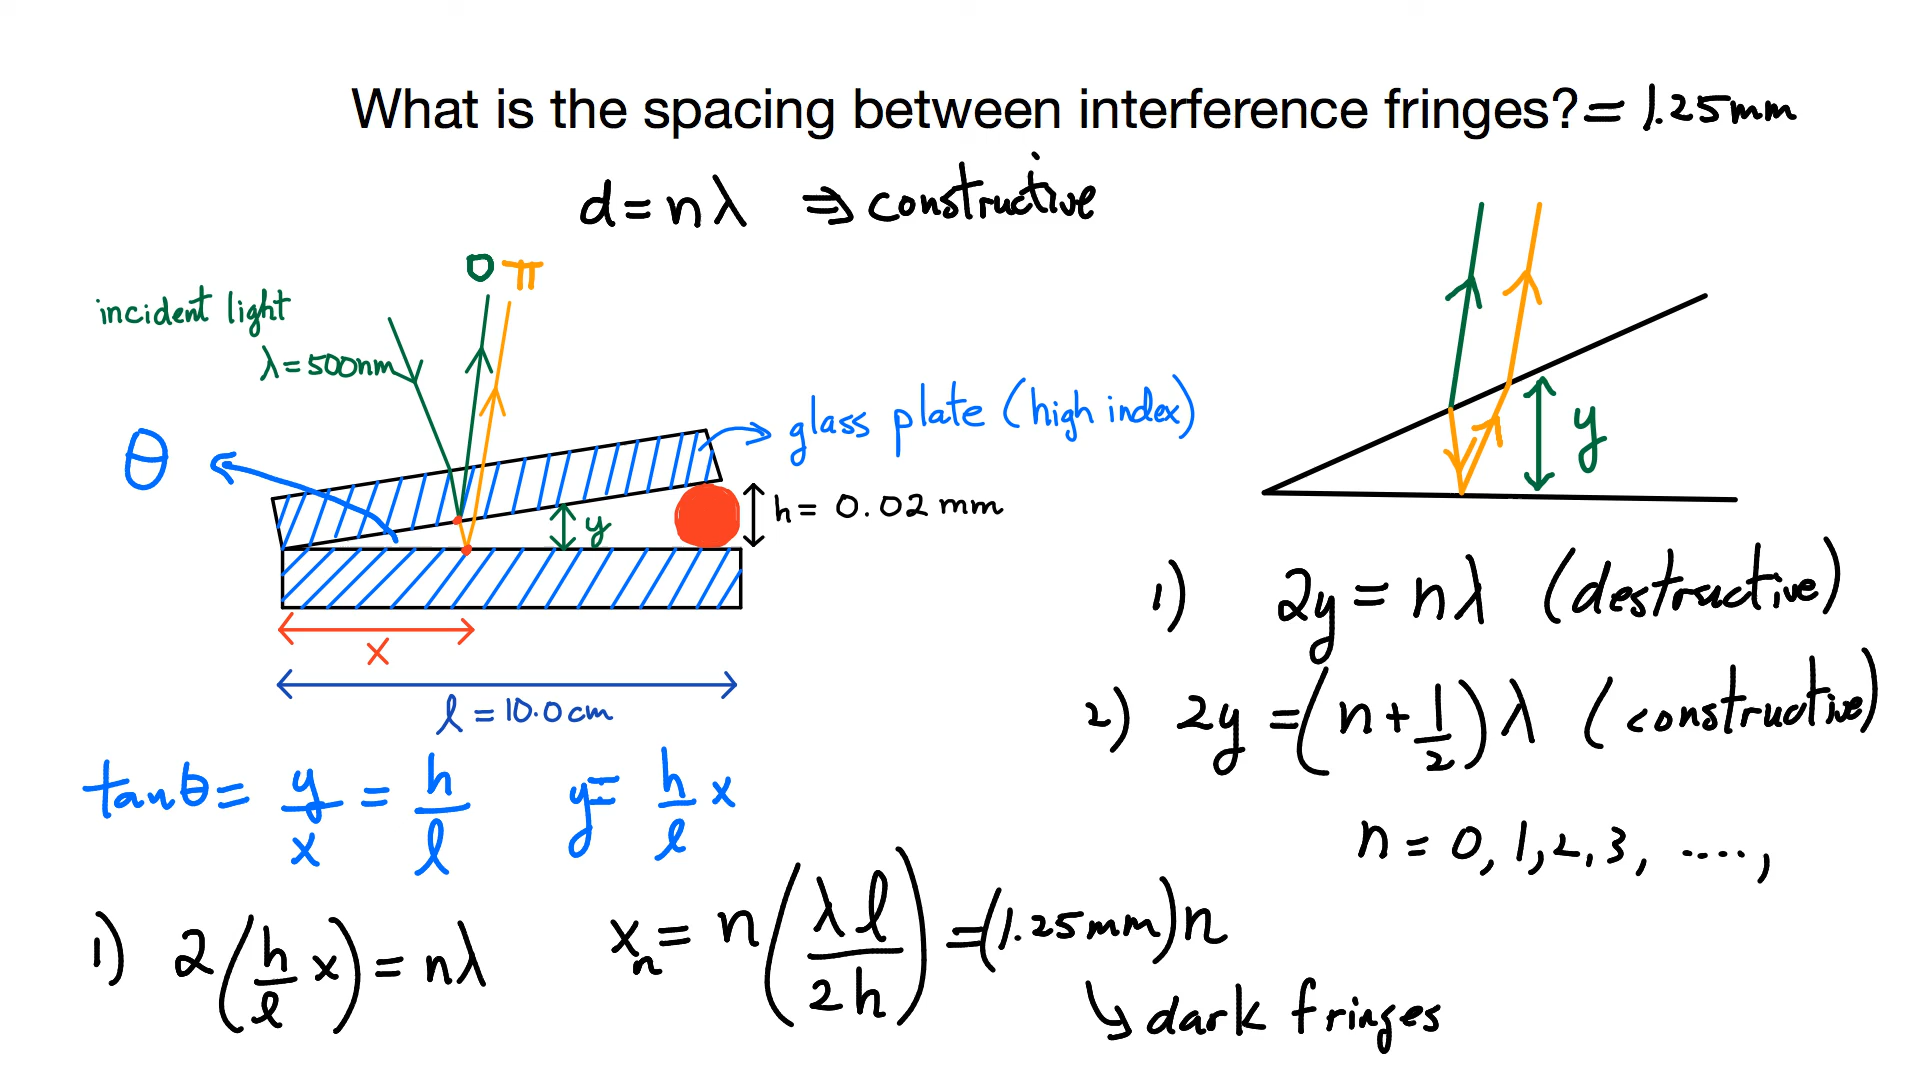 What is the spacing between interference fringes? = 1.25mm
d = nλ ⇒ constructive
0 π
incident light
λ = 500nm
θ
glass plate (high index)
y
h = 0.02 mm
x
l = 10.0 cm
y
1) 2y = nλ (destructive)
2) 2y = (n + 1/2) λ (constructive)
n = 0, 1, 2, 3, ....,
tanθ = y/x = h/l y = h/l x
1) 2(h/l x) = nλ xₙ = n(λl/2h) = (1.25mm)n
↳ dark fringes